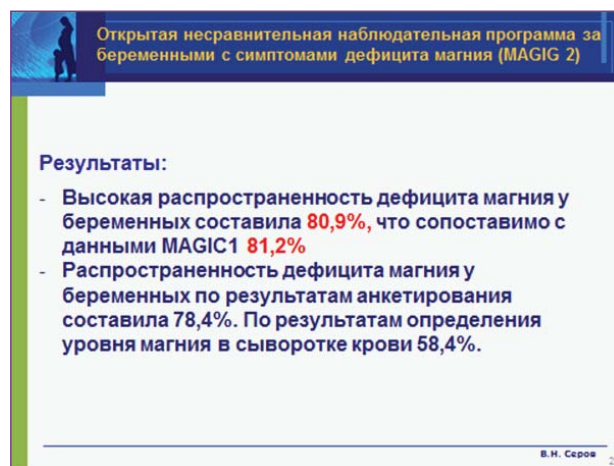 Открытая несравнительная наблюдательная программа за
беременными с симптомами дефицита магния (MAGIG 2)
Результаты:
- Высокая распространенность дефицита магния у
беременных составила 80,9%, что сопоставимо с
данными MAGIC1 81,2%
- Распространенность дефицита магния у
беременных по результатам анкетирования
составила 78,4%. По результатам определения
уровня магния в сыворотке крови 58,4%.
В.Н. Серов
2